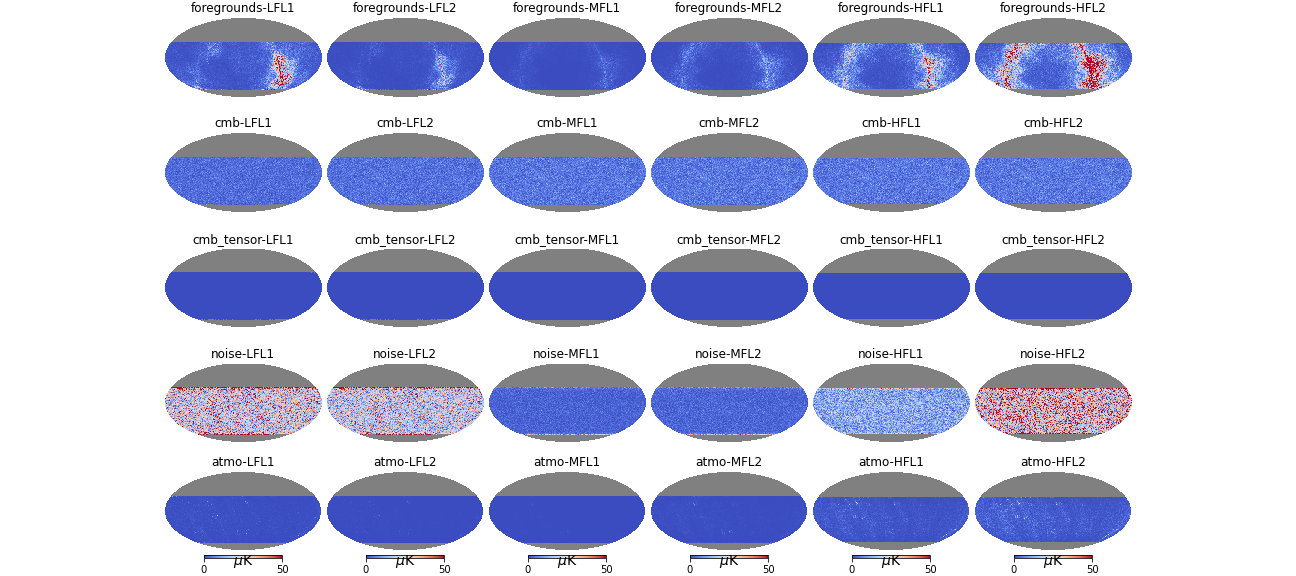 foregrounds-LFL1 foregrounds-LFL2 foregrounds-MFL1 foregrounds-MFL2 foregrounds-HFL1 foregrounds-HFL2
cmb-LFL1 cmb-LFL2 cmb-MFL1 cmb-MFL2 cmb-HFL1 cmb-HFL2
cmb_tensor-LFL1 cmb_tensor-LFL2 cmb_tensor-MFL1 cmb_tensor-MFL2 cmb_tensor-HFL1 cmb_tensor-HFL2
noise-LFL1 noise-LFL2 noise-MFL1 noise-MFL2 noise-HFL1 noise-HFL2
atmo-LFL1 atmo-LFL2 atmo-MFL1 atmo-MFL2 atmo-HFL1 atmo-HFL2
μK μK μK μK μK μK
0 50 0 50 0 50 0 50 0 50 0 50